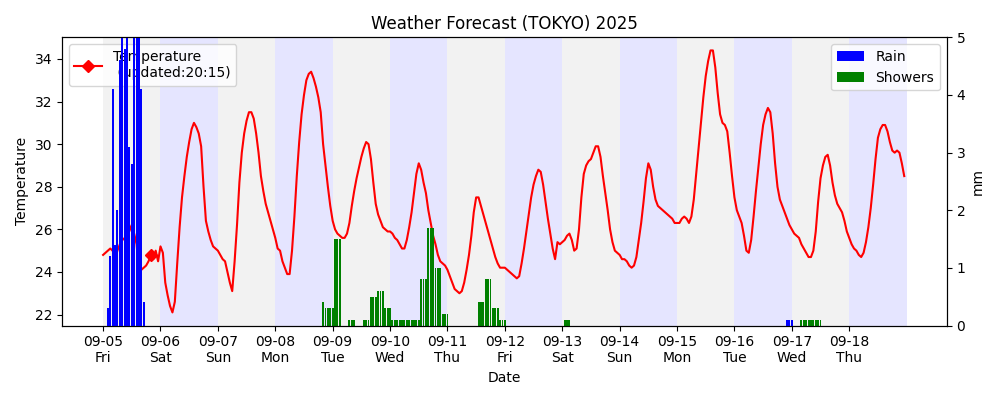 Weather Forecast (TOKYO) 2025
Temperature
(updated:20:15)
Rain
Showers
34
32
30
28
26
24
22
Temperature
5
4
3
2
1
0
mm
09-05 09-06 09-07 09-08 09-09 09-10 09-11 09-12 09-13 09-14 09-15 09-16 09-17 09-18
Fri Sat Sun Mon Tue Wed Thu Fri Sat Sun Mon Tue Wed Thu
Date